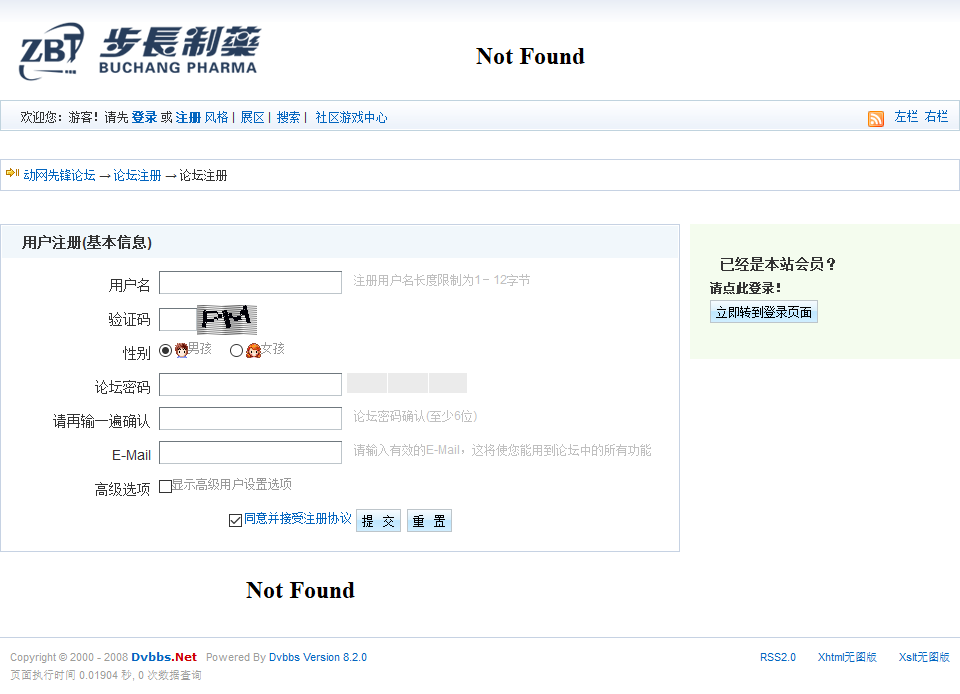 ZBT 步長制藥
BUCHANG PHARMA
Not Found
欢迎您：游客！请先 登录 或 注册 风格 | 展区 | 搜索 | 社区游戏中心
左栏 右栏
动网先锋论坛 → 论坛注册 → 论坛注册
用户注册(基本信息)
用户名 注册用户名长度限制为1－12字节
验证码 PM
性别 男孩 女孩
论坛密码
请再输一遍确认 论坛密码确认(至少6位)
E-Mail 请输入有效的E-Mail，这将使您能用到论坛中的所有功能
高级选项 显示高级用户设置选项
同意并接受注册协议 提 交 重 置
已经是本站会员？
请点此登录！
立即转到登录页面
Not Found
Copyright © 2000 - 2008 Dvbbs.Net Powered By Dvbbs Version 8.2.0
RSS2.0 Xhtml无图版 Xslt无图版
页面执行时间 0.01904 秒, 0 次数据查询